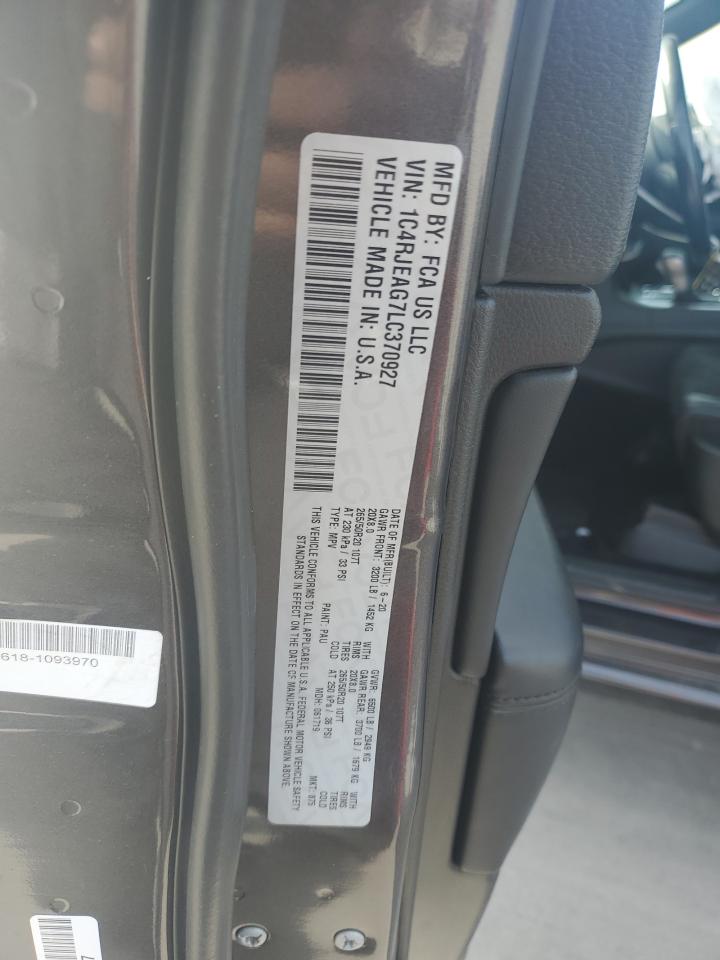 MFD BY: FCA US LLC
VIN: 1C4RJEAG7LC370927
VEHICLE MADE IN: U.S.A.
DATE OF MFR(BUILT): 6-20 GVWR: 6500 LB / 2949 KG
GAWR FRONT: 3200 LB / 1452 KG WITH GAWR REAR: 3700 LB / 1679 KG WITH
20X8.0 RIMS 20X8.0 RIMS
265/50R20 107T TIRES 265/50R20 107T TIRES
AT 230 kPa / 33 PSI COLD AT 250 kPa / 36 PSI COLD
TYPE: MPV PAINT: PAU MDH: 061719 MKT: 875
THIS VEHICLE CONFORMS TO ALL APPLICABLE U.S.A. FEDERAL MOTOR VEHICLE SAFETY
STANDARDS IN EFFECT ON THE DATE OF MANUFACTURE SHOWN ABOVE.
618-1093970